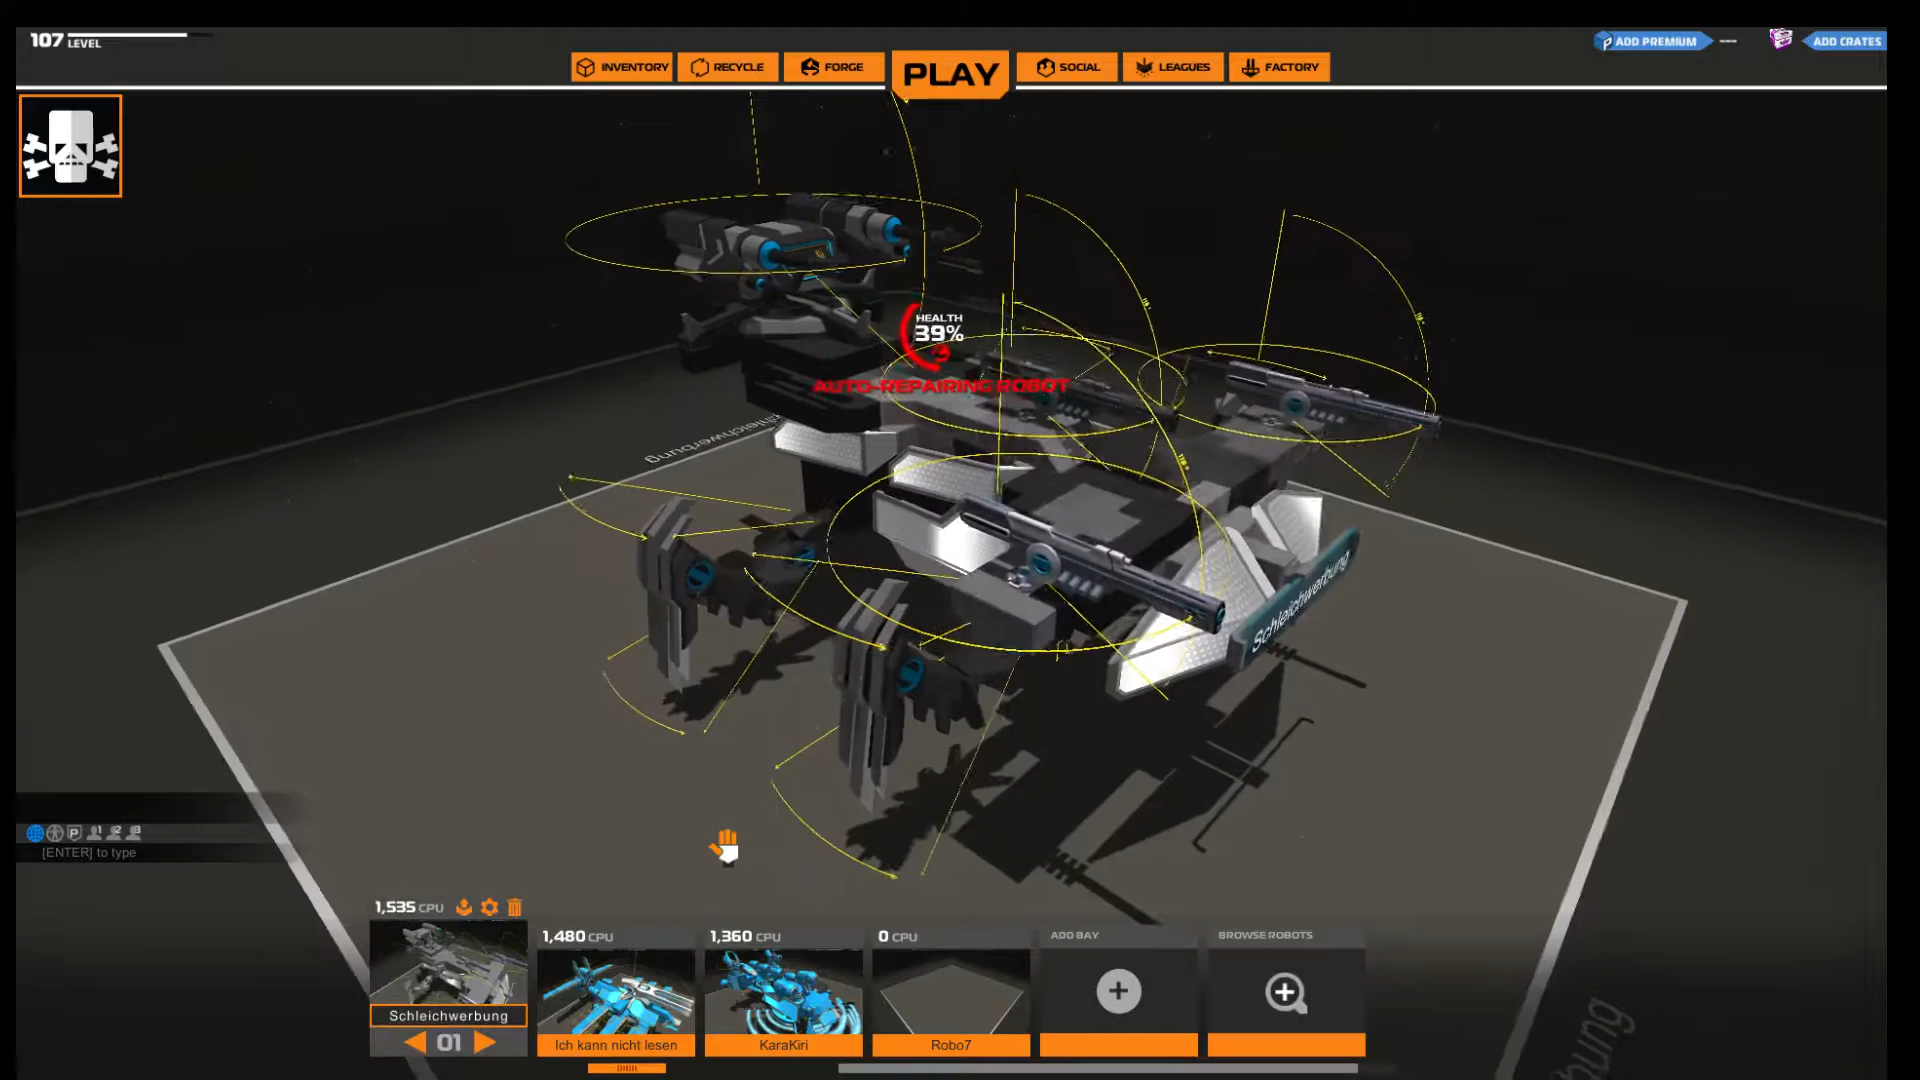 107 LEVEL
ADD PREMIUM
---
ADD CRATES
INVENTORY
RECYCLE
FORGE
PLAY
SOCIAL
LEAGUES
FACTORY
HEALTH
39%
AUTO-REPAIRING ROBOT
Schleichwerbung
Schleichwerbung
[ENTER] to type
1,535 CPU
1,480 CPU
1,360 CPU
0 CPU
ADD BAY
BROWSE ROBOTS
Schleichwerbung
01
Ich kann nicht lesen
KaraKiri
Robo7